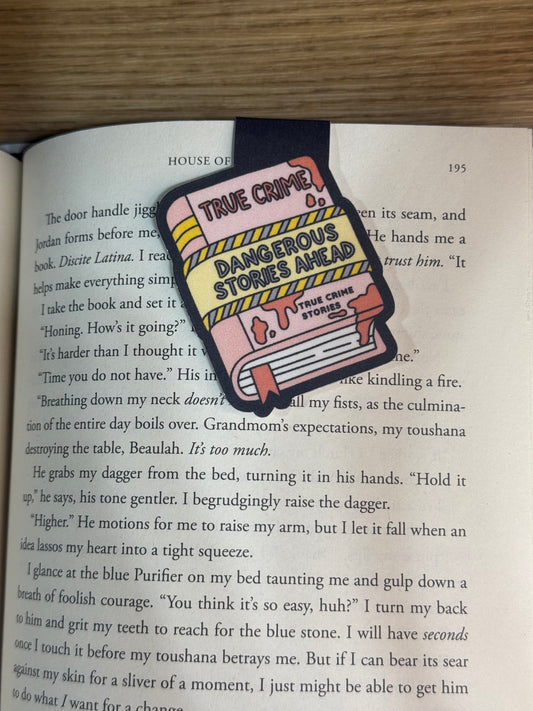 HOUSE OF
195
The door handle
en its seam, and
Jordan forms before me,
He hands me a
book. Discite Latina. I
trust him. “It
helps make everything
I take the book and set it
“Honing. How’s it going?”
“It’s harder than I thought it
me.”
“Time you do not have.” His
like kindling a fire.
“Breathing down my neck doesn’t
all my fists, as the culmina-
tion of the entire day boils over. Grandmom’s expectations, my toushana
destroying the table, Beaulah. It’s too much.
He grabs my dagger from the bed, turning it in his hands. “Hold it
up,” he says, his tone gentler. I begrudgingly raise the dagger.
“Higher.” He motions for me to raise my arm, but I let it fall when an
idea lassos my heart into a tight squeeze.
I glance at the blue Purifier on my bed taunting me and gulp down a
breath of foolish courage. “You think it’s so easy, huh?” I turn my back
to him and grit my teeth to reach for the blue stone. I will have seconds
once I touch it before my toushana betrays me. But if I can bear its sear
against my skin for a sliver of a moment, I just might be able to get him
to do what I want for a change.
TRUE CRIME
DANGEROUS
STORIES AHEAD
TRUE CRIME
STORIES